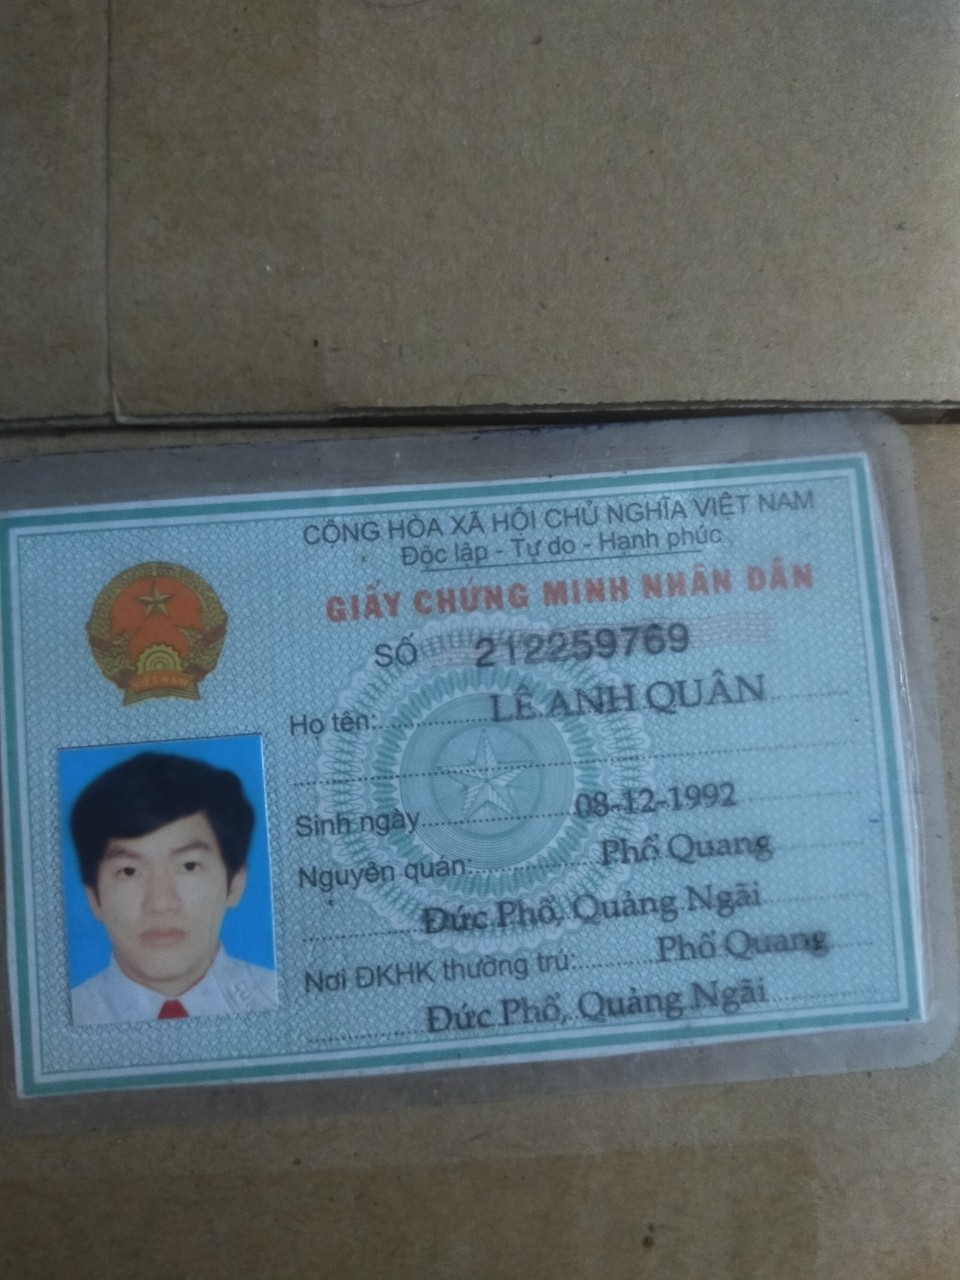 CỘNG HÒA XÃ HỘI CHỦ NGHĨA VIỆT NAM
Độc lập - Tự do - Hạnh phúc
GIẤY CHỨNG MINH NHÂN DÂN
SỐ 212259769
Họ tên: LÊ ANH QUÂN
Sinh ngày 08-12-1992
Nguyên quán: Phổ Quang
Đức Phổ, Quảng Ngãi
Nơi ĐKHK thường trú: Phổ Quang
Đức Phổ, Quảng Ngãi
VIỆT NAM